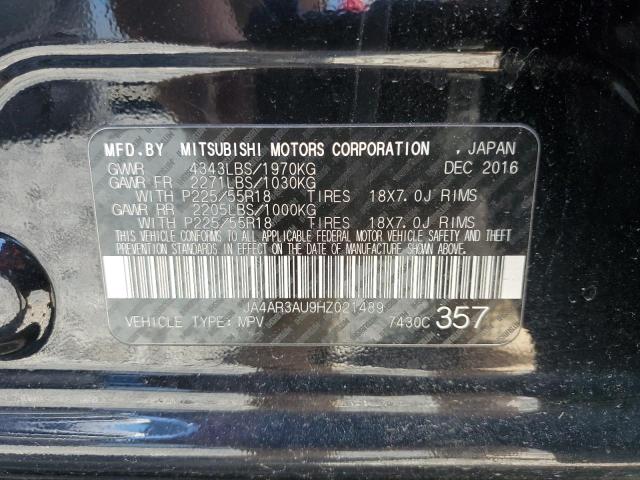 MFD.BY MITSUBISHI MOTORS CORPORATION , JAPAN
GVWR 4343LBS/1970KG DEC 2016
GAWR FR 2271LBS/1030KG
WITH P225/55R18 TIRES 18X7.0J RIMS
GAWR RR 2205LBS/1000KG
WITH P225/55R18 TIRES 18X7.0J RIMS
THIS VEHICLE CONFORMS TO ALL APPLICABLE FEDERAL MOTOR VEHICLE SAFETY AND THEFT
PREVENTION STANDARDS IN EFFECT ON THE DATE OF MANUFACTURE SHOWN ABOVE.
JA4AR3AU9HZ021489
VEHICLE TYPE: MPV 7430C 357